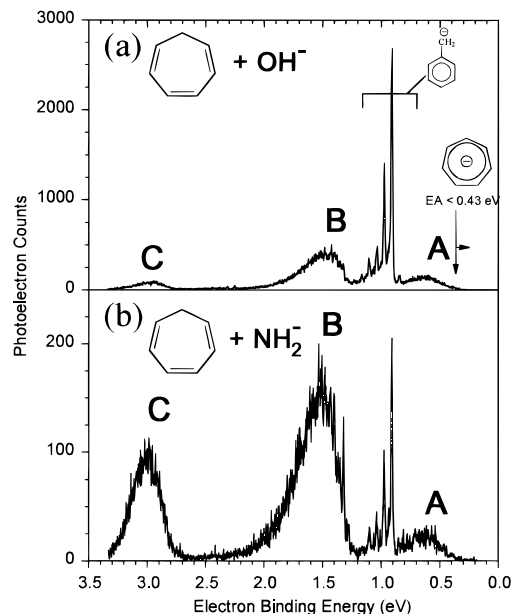 3000
(a)
+ OH⁻
⊖
CH₂
2000
⊖
EA < 0.43 eV
1000
C
B
A
0
Photoelectron Counts
(b)
+ NH₂⁻
B
200
C
100
A
0
3.5 3.0 2.5 2.0 1.5 1.0 0.5 0.0
Electron Binding Energy (eV)